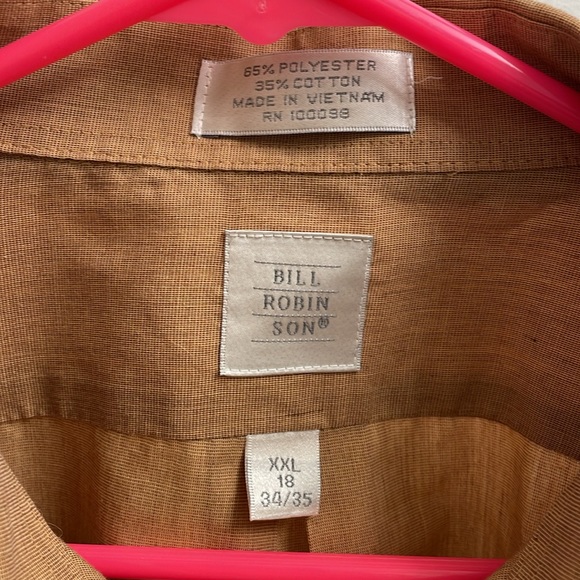 65% POLYESTER
35% COTTON
MADE IN VIETNAM
RN 100098
BILL
ROBIN
SON®
XXL
18
34/35